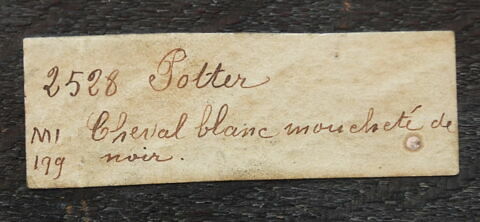 2528 Potter
MI Cheval blanc moucheté de
199 noir.